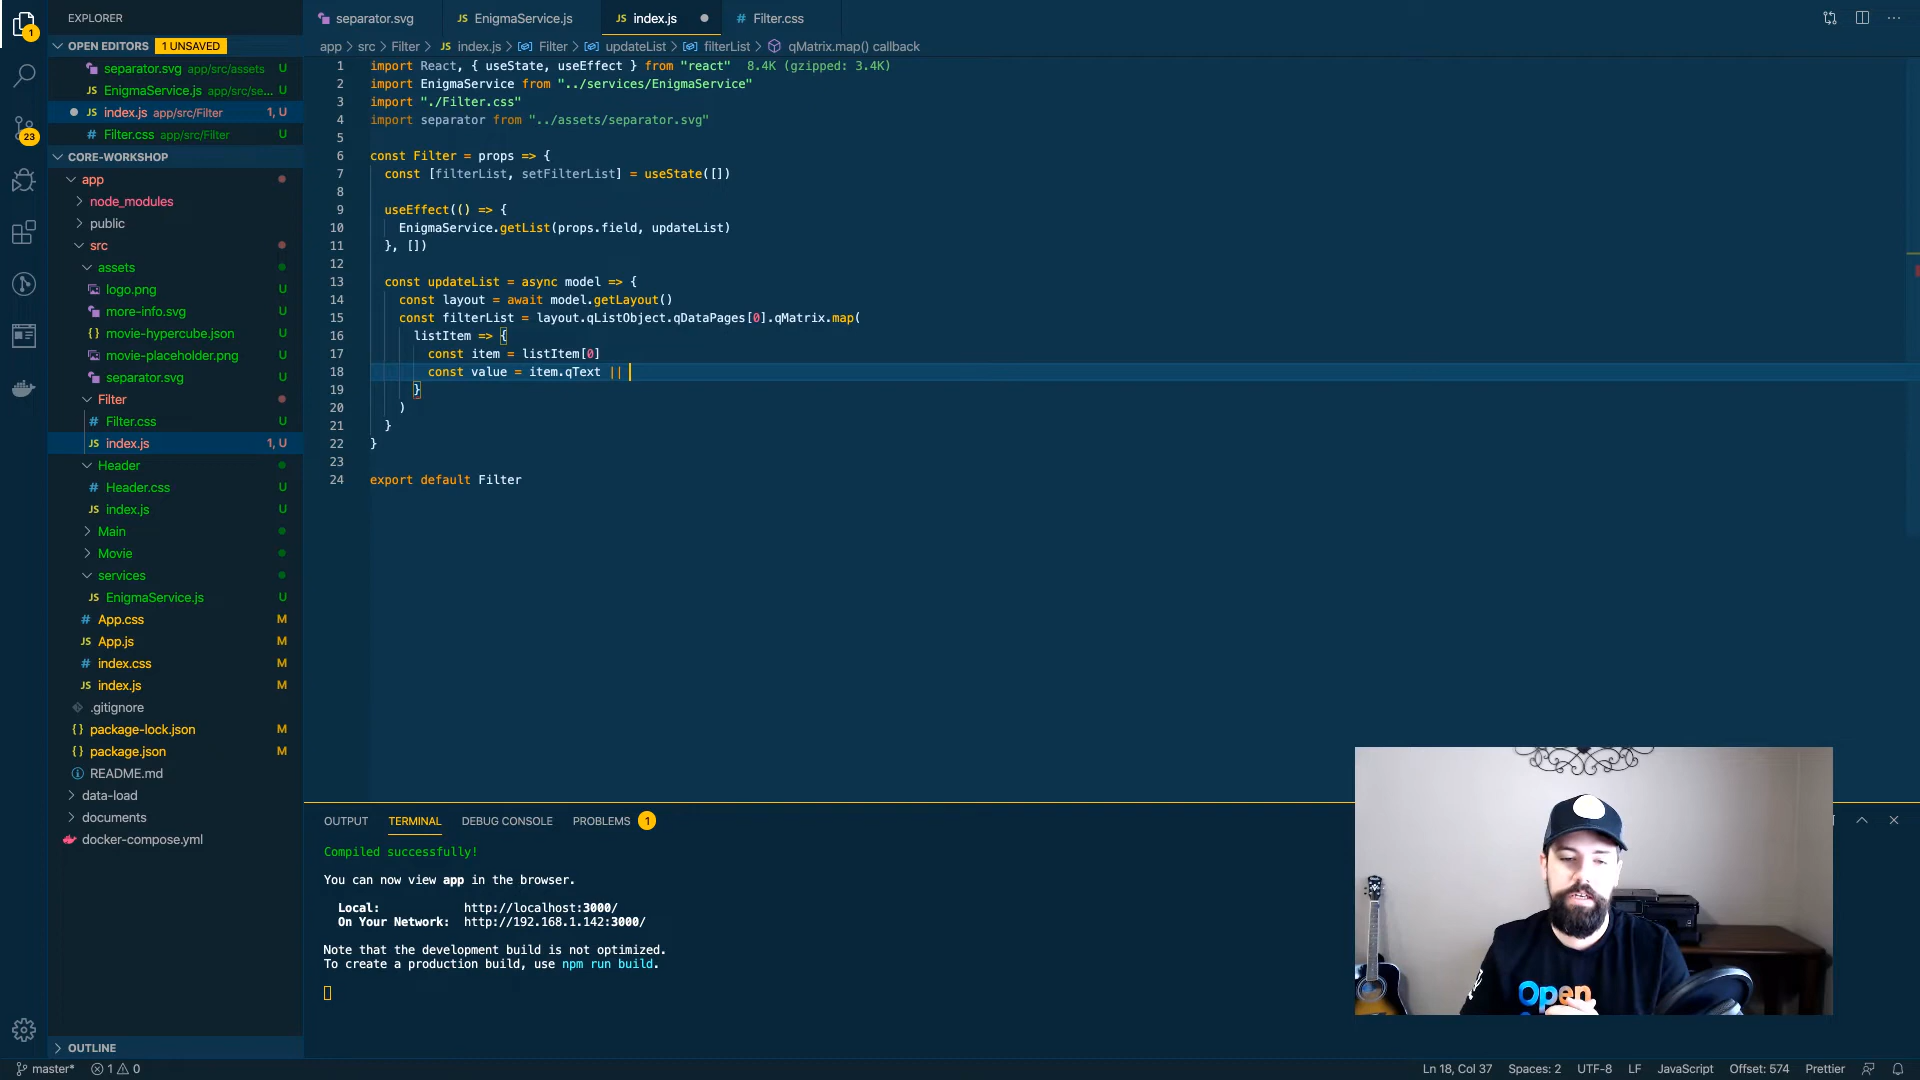 EXPLORER
OPEN EDITORS 1 UNSAVED
separator.svg app/src/assets U
EnigmaService.js app/src/se... U
index.js app/src/Filter 1, U
# Filter.css app/src/Filter U
CORE-WORKSHOP
app
node_modules
public
src
assets
logo.png U
more-info.svg U
{} movie-hypercube.json U
movie-placeholder.png U
separator.svg U
Filter
# Filter.css U
JS index.js 1, U
Header
# Header.css U
JS index.js U
Main
Movie
services
JS EnigmaService.js U
# App.css M
JS App.js M
# index.css M
JS index.js M
.gitignore
{} package-lock.json M
{} package.json M
README.md
data-load
documents
docker-compose.yml
OUTLINE
1
23
separator.svg
JS EnigmaService.js
JS index.js
# Filter.css
app > src > Filter > JS index.js > Filter > updateList > filterList > qMatrix.map() callback
1 import React, { useState, useEffect } from "react" 8.4K (gzipped: 3.4K)
2 import EnigmaService from "../services/EnigmaService"
3 import "./Filter.css"
4 import separator from "../assets/separator.svg"
5
6 const Filter = props => {
7 const [filterList, setFilterList] = useState([])
8
9 useEffect(() => {
10 EnigmaService.getList(props.field, updateList)
11 }, [])
12
13 const updateList = async model => {
14 const layout = await model.getLayout()
15 const filterList = layout.qListObject.qDataPages[0].qMatrix.map(
16 listItem => {
17 const item = listItem[0]
18 const value = item.qText ||
19 }
20 )
21 }
22 }
23
24 export default Filter
OUTPUT TERMINAL DEBUG CONSOLE PROBLEMS 1
Compiled successfully!
You can now view app in the browser.
Local: http://localhost:3000/
On Your Network: http://192.168.1.142:3000/
Note that the development build is not optimized.
To create a production build, use npm run build.
Open
master* 1 0
Ln 18, Col 37 Spaces: 2 UTF-8 LF JavaScript Offset: 574 Prettier